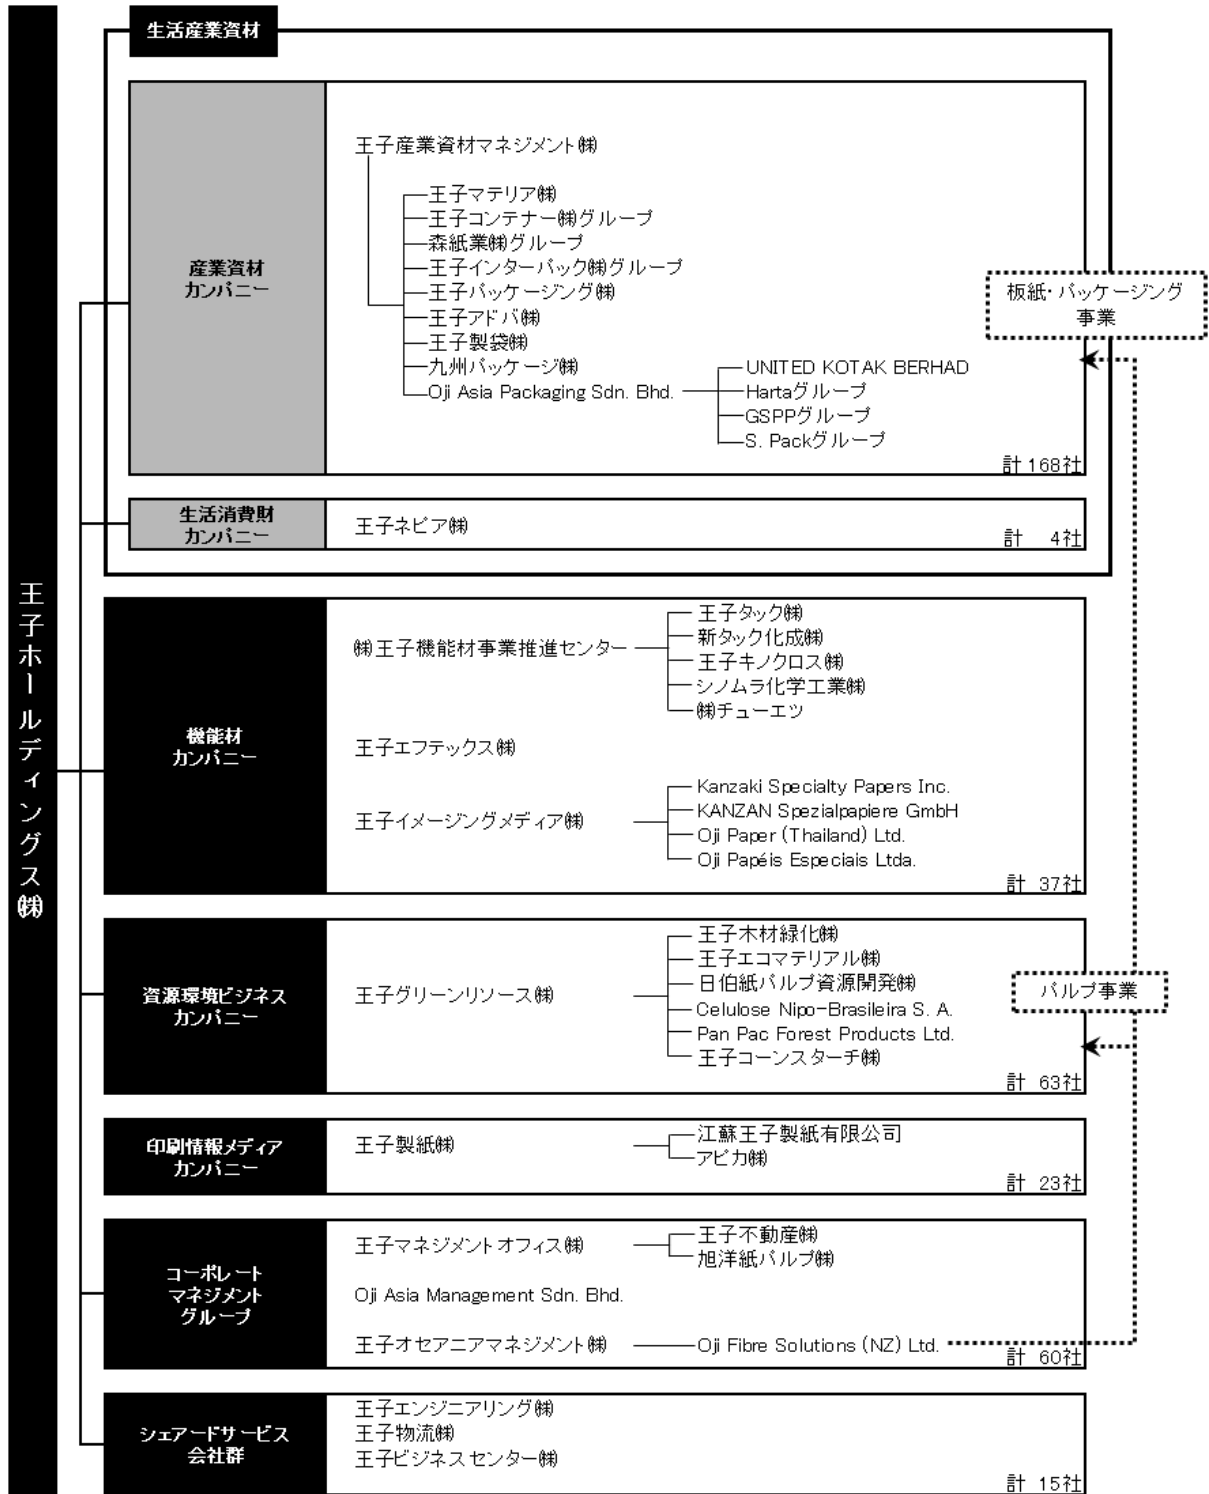 王子ホールディングス㈱
生活産業資材
産業資材
カンパニー
王子産業資材マネジメント㈱
王子マテリア㈱
王子コンテナー㈱グループ
森紙業㈱グループ
王子インターパック㈱グループ
王子パッケージング㈱
王子アドバ㈱
王子製袋㈱
九州パッケージ㈱
Oji Asia Packaging Sdn. Bhd.
UNITED KOTAK BERHAD
Hartaグループ
GSPPグループ
S. Packグループ
計 168社
板紙・パッケージング
事業
生活消費財
カンパニー
王子ネピア㈱
計 4社
機能材
カンパニー
㈱王子機能材事業推進センター
王子タック㈱
新タック化成㈱
王子キノクロス㈱
シノムラ化学工業㈱
㈱チューエツ
王子エフテックス㈱
王子イメージングメディア㈱
Kanzaki Specialty Papers Inc.
KANZAN Spezialpapiere GmbH
Oji Paper (Thailand) Ltd.
Oji Papéis Especiais Ltda.
計 37社
資源環境ビジネス
カンパニー
王子グリーンリソース㈱
王子木材緑化㈱
王子エコマテリアル㈱
日伯紙パルプ資源開発㈱
Celulose Nipo-Brasileira S. A.
Pan Pac Forest Products Ltd.
王子コーンスターチ㈱
計 63社
パルプ事業
印刷情報メディア
カンパニー
王子製紙㈱
江蘇王子製紙有限公司
アピカ㈱
計 23社
コーポレート
マネジメント
グループ
王子マネジメントオフィス㈱
王子不動産㈱
旭洋紙パルプ㈱
Oji Asia Management Sdn. Bhd.
王子オセアニアマネジメント㈱
Oji Fibre Solutions (NZ) Ltd.
計 60社
シェアードサービス
会社群
王子エンジニアリング㈱
王子物流㈱
王子ビジネスセンター㈱
計 15社